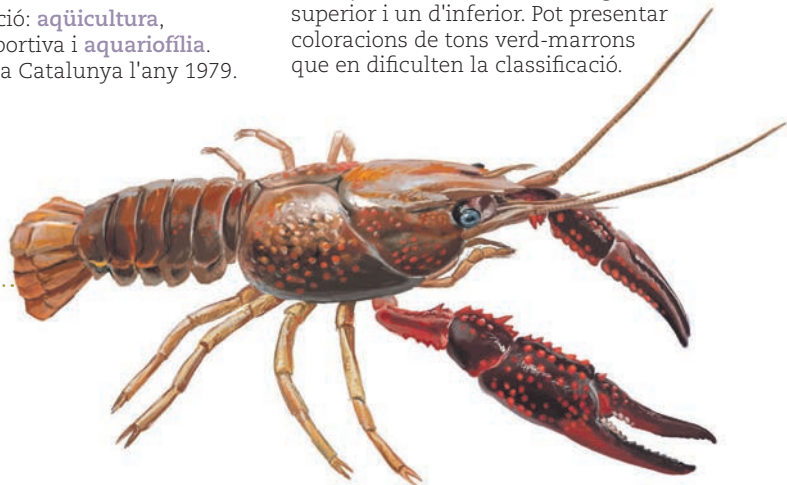 ció: aqüicultura,
portiva i aquariofília.
a Catalunya l'any 1979.
superior i un d'inferior. Pot presentar
coloracions de tons verd-marrons
que en dificulten la classificació.